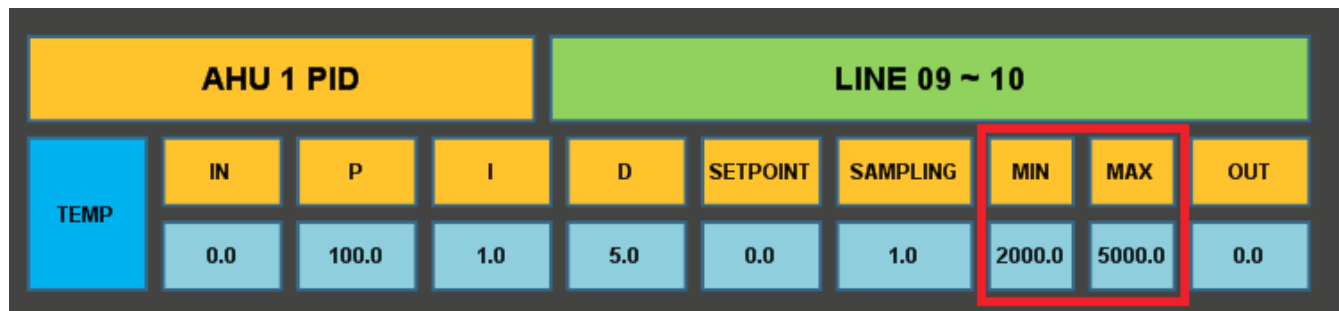 AHU 1 PID LINE 09 ~ 10
TEMP IN P I D SETPOINT SAMPLING MIN MAX OUT
0.0 100.0 1.0 5.0 0.0 1.0 2000.0 5000.0 0.0